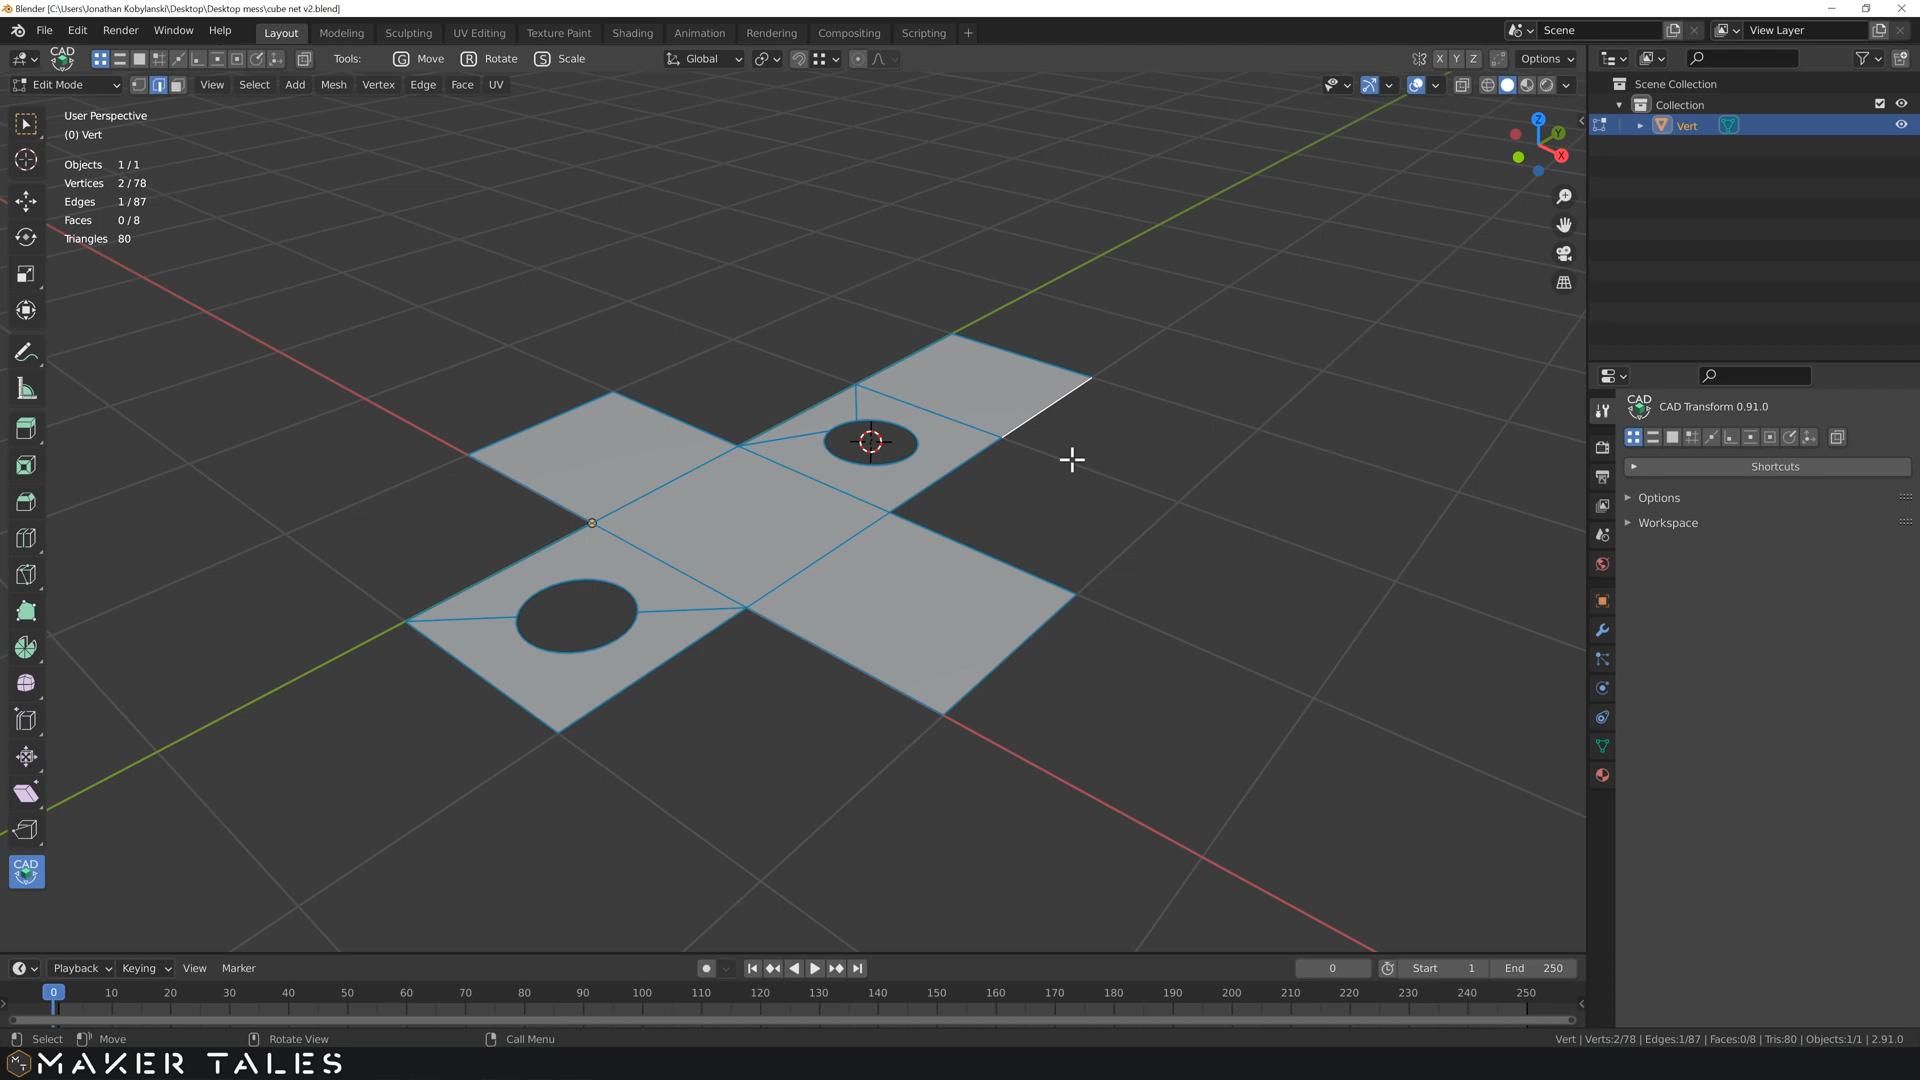 Blender [C:\Users\Jonathan Kobylanski\Desktop\Desktop mess\cube net v2.blend]
File Edit Render Window Help Layout Modeling Sculpting UV Editing Texture Paint Shading Animation Rendering Compositing Scripting + Scene View Layer
CAD Tools: G Move R Rotate S Scale Global X Y Z Options
Edit Mode View Select Add Mesh Vertex Edge Face UV
Scene Collection
Collection
Vert
User Perspective
(0) Vert
Objects 1 / 1
Vertices 2 / 78
Edges 1 / 87
Faces 0 / 8
Triangles 80
Z
Y
X
CAD CAD Transform 0.91.0
Shortcuts
Options
Workspace
CAD
Playback Keying View Marker 0 Start 1 End 250
0 10 20 30 40 50 60 70 80 90 100 110 120 130 140 150 160 170 180 190 200 210 220 230 240 250
Select Move Rotate View Call Menu Vert | Verts:2/78 | Edges:1/87 | Faces:0/8 | Tris:80 | Objects:1/1 | 2.91.0
MT MAKER TALES